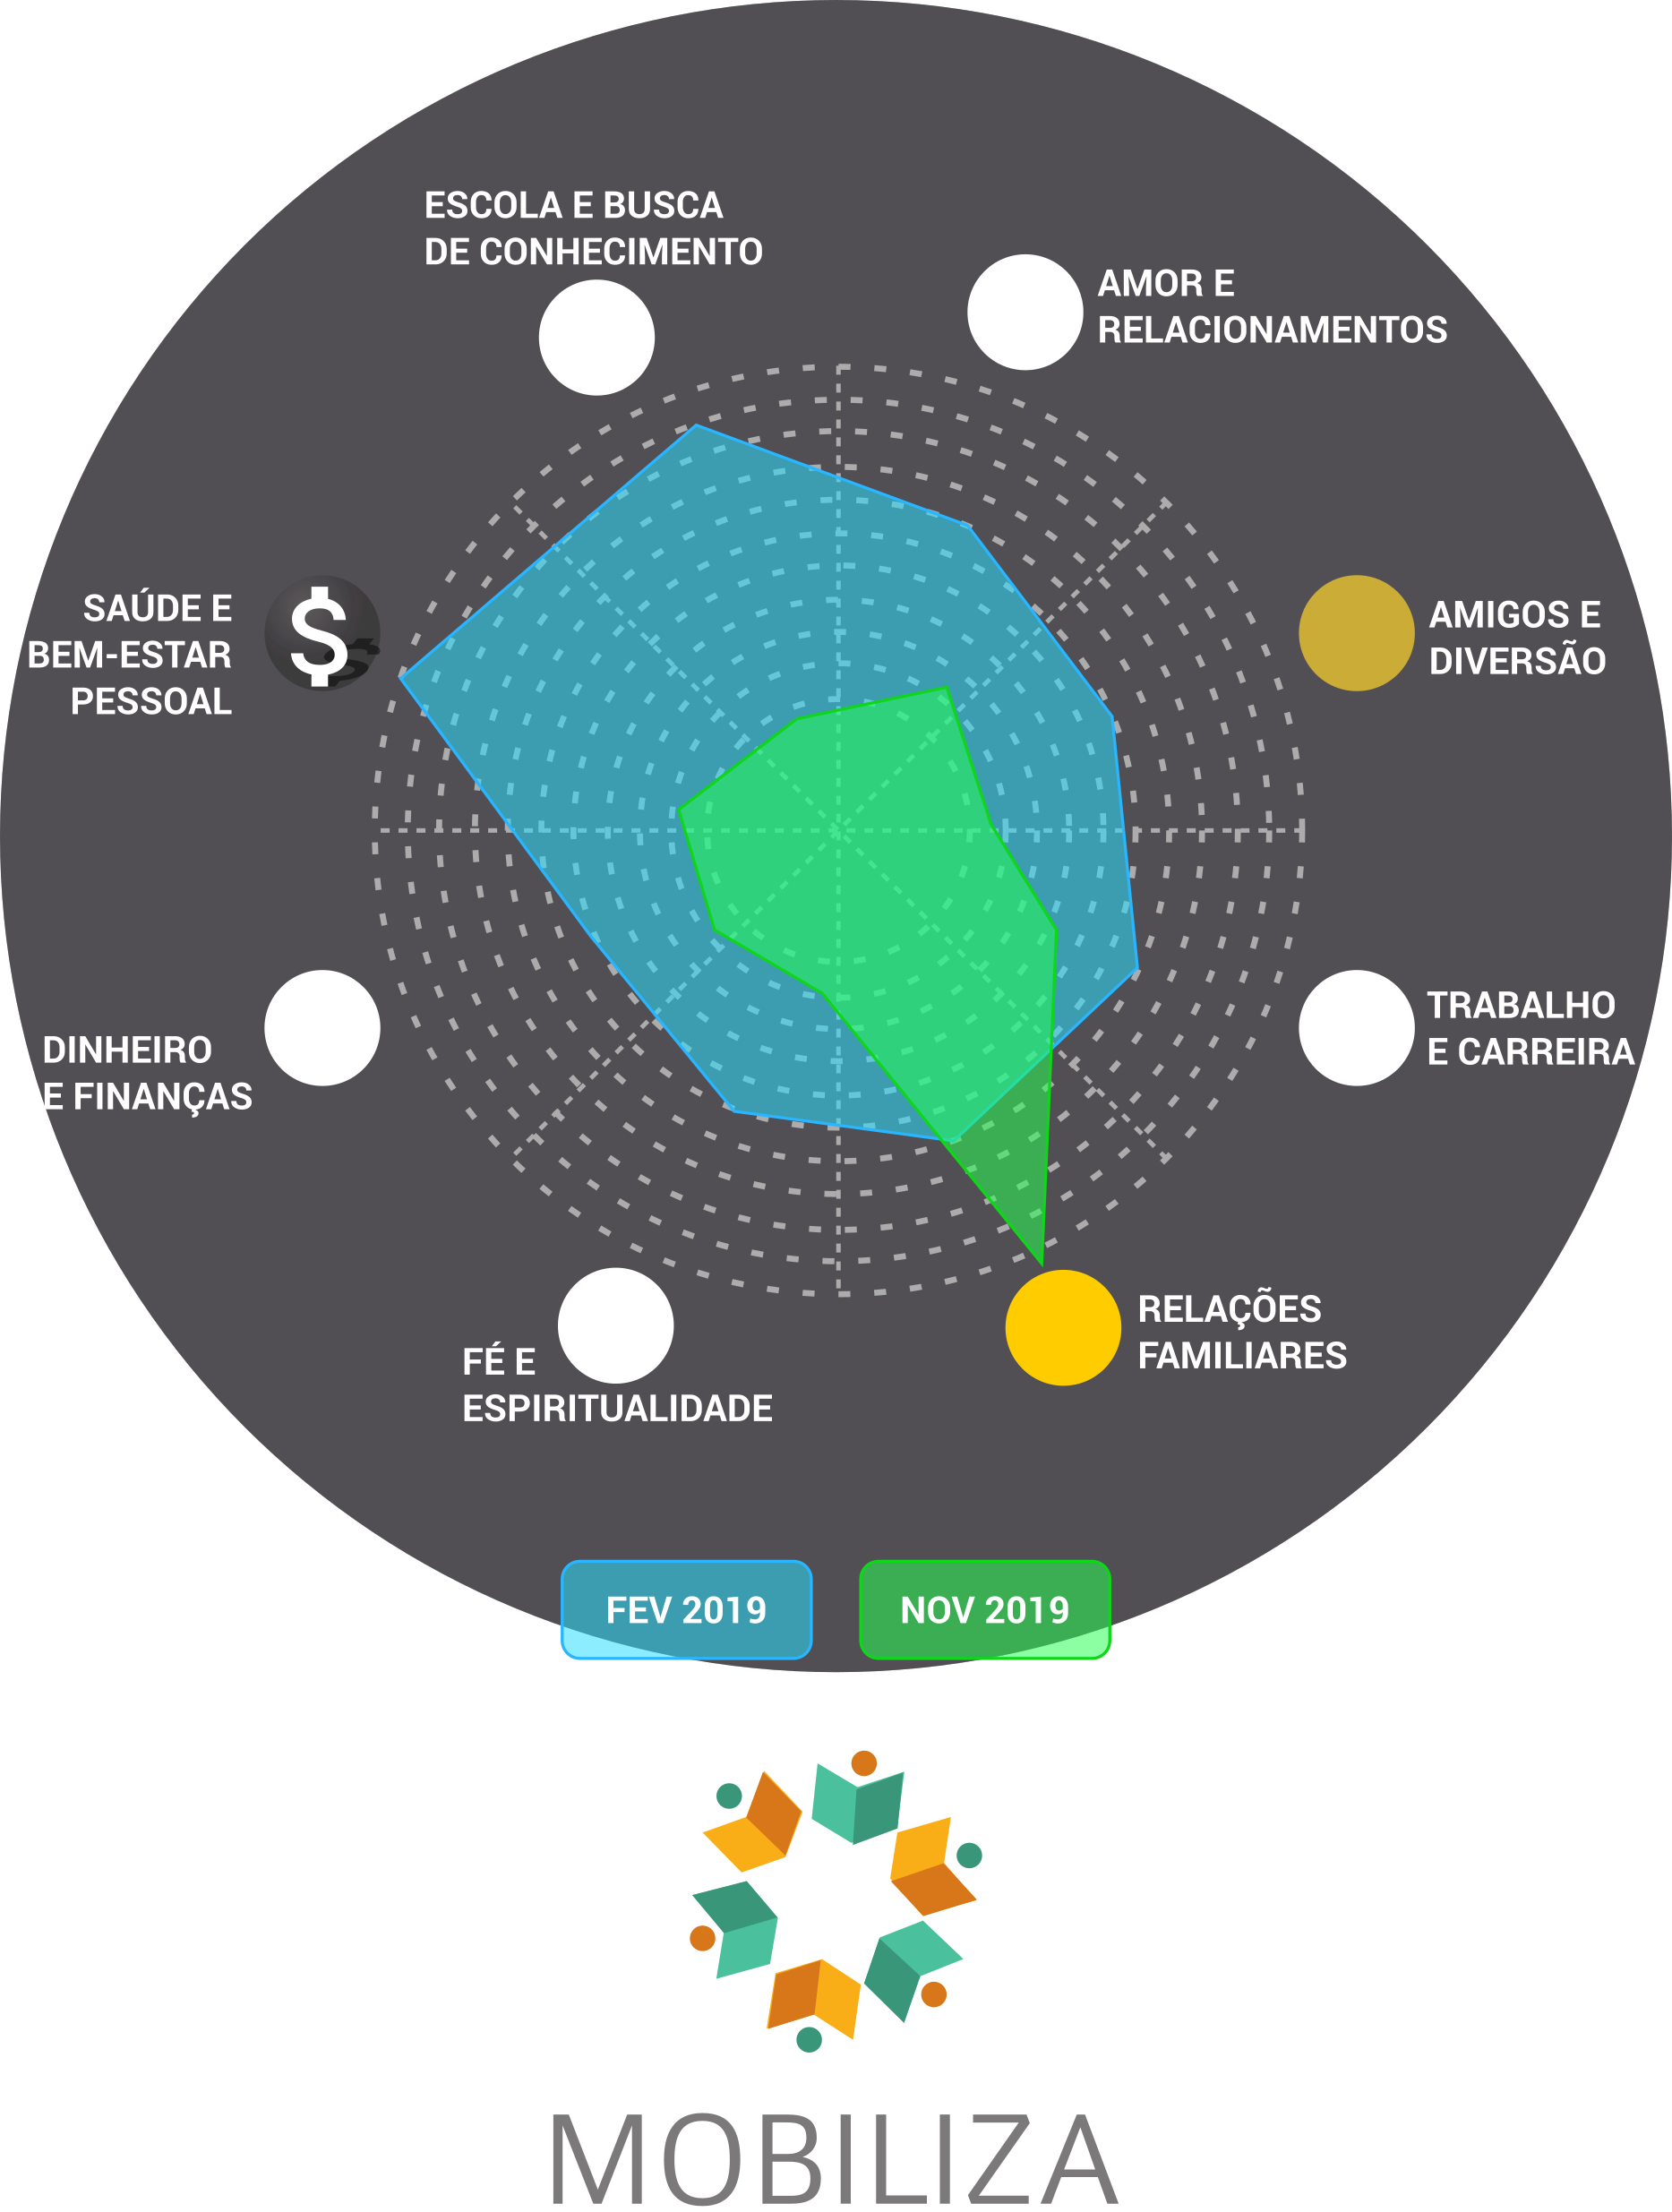 ESCOLA E BUSCA
DE CONHECIMENTO
AMOR E
RELACIONAMENTOS
SAÚDE E
BEM-ESTAR
PESSOAL
$
AMIGOS E
DIVERSÃO
DINHEIRO
E FINANÇAS
TRABALHO
E CARREIRA
FÉ E
ESPIRITUALIDADE
RELAÇÕES
FAMILIARES
FEV 2019
NOV 2019
MOBILIZA